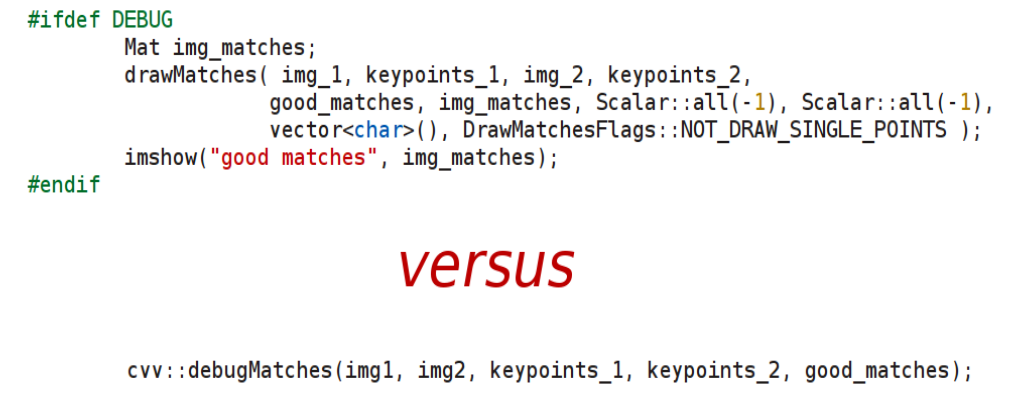 #ifdef DEBUG
Mat img_matches;
drawMatches( img_1, keypoints_1, img_2, keypoints_2,
good_matches, img_matches, Scalar::all(-1), Scalar::all(-1),
vector<char>(), DrawMatchesFlags::NOT_DRAW_SINGLE_POINTS );
imshow("good matches", img_matches);
#endif
versus
cvv::debugMatches(img1, img2, keypoints_1, keypoints_2, good_matches);